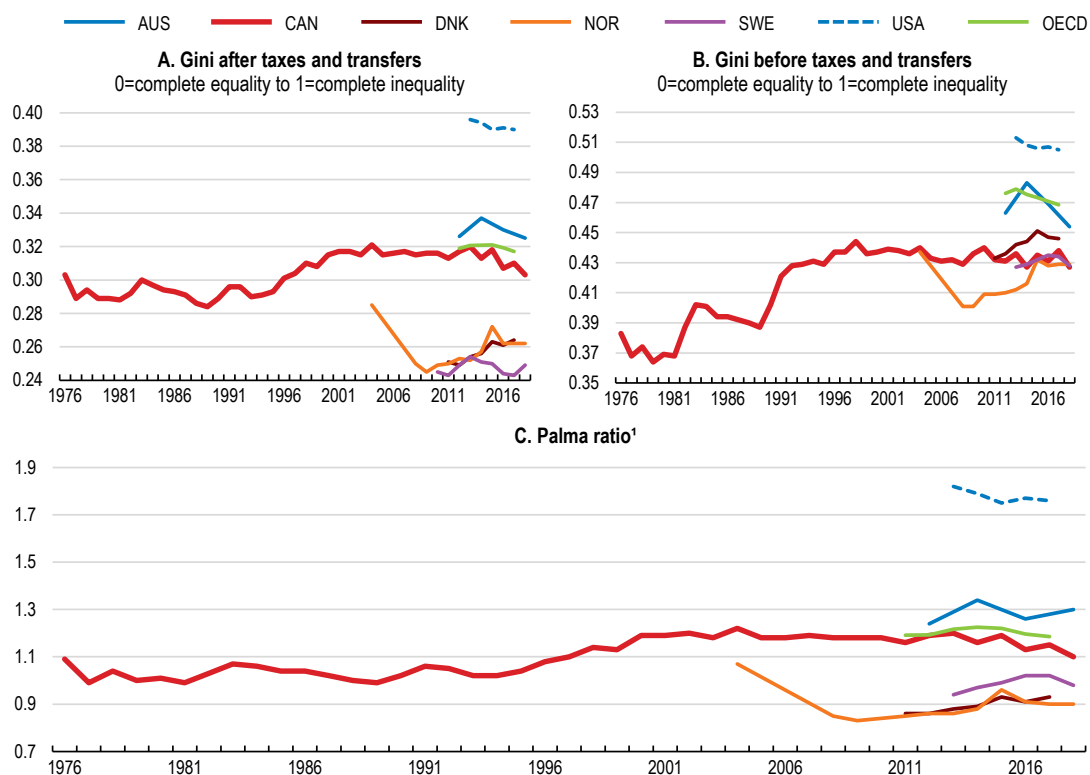 AUS CAN DNK NOR SWE USA OECD
A. Gini after taxes and transfers
0=complete equality to 1=complete inequality
0.40
0.38
0.36
0.34
0.32
0.30
0.28
0.26
0.24
1976 1981 1986 1991 1996 2001 2006 2011 2016
B. Gini before taxes and transfers
0=complete equality to 1=complete inequality
0.53
0.51
0.49
0.47
0.45
0.43
0.41
0.39
0.37
0.35
1976 1981 1986 1991 1996 2001 2006 2011 2016
C. Palma ratio¹
1.9
1.7
1.5
1.3
1.1
0.9
0.7
1976 1981 1986 1991 1996 2001 2006 2011 2016